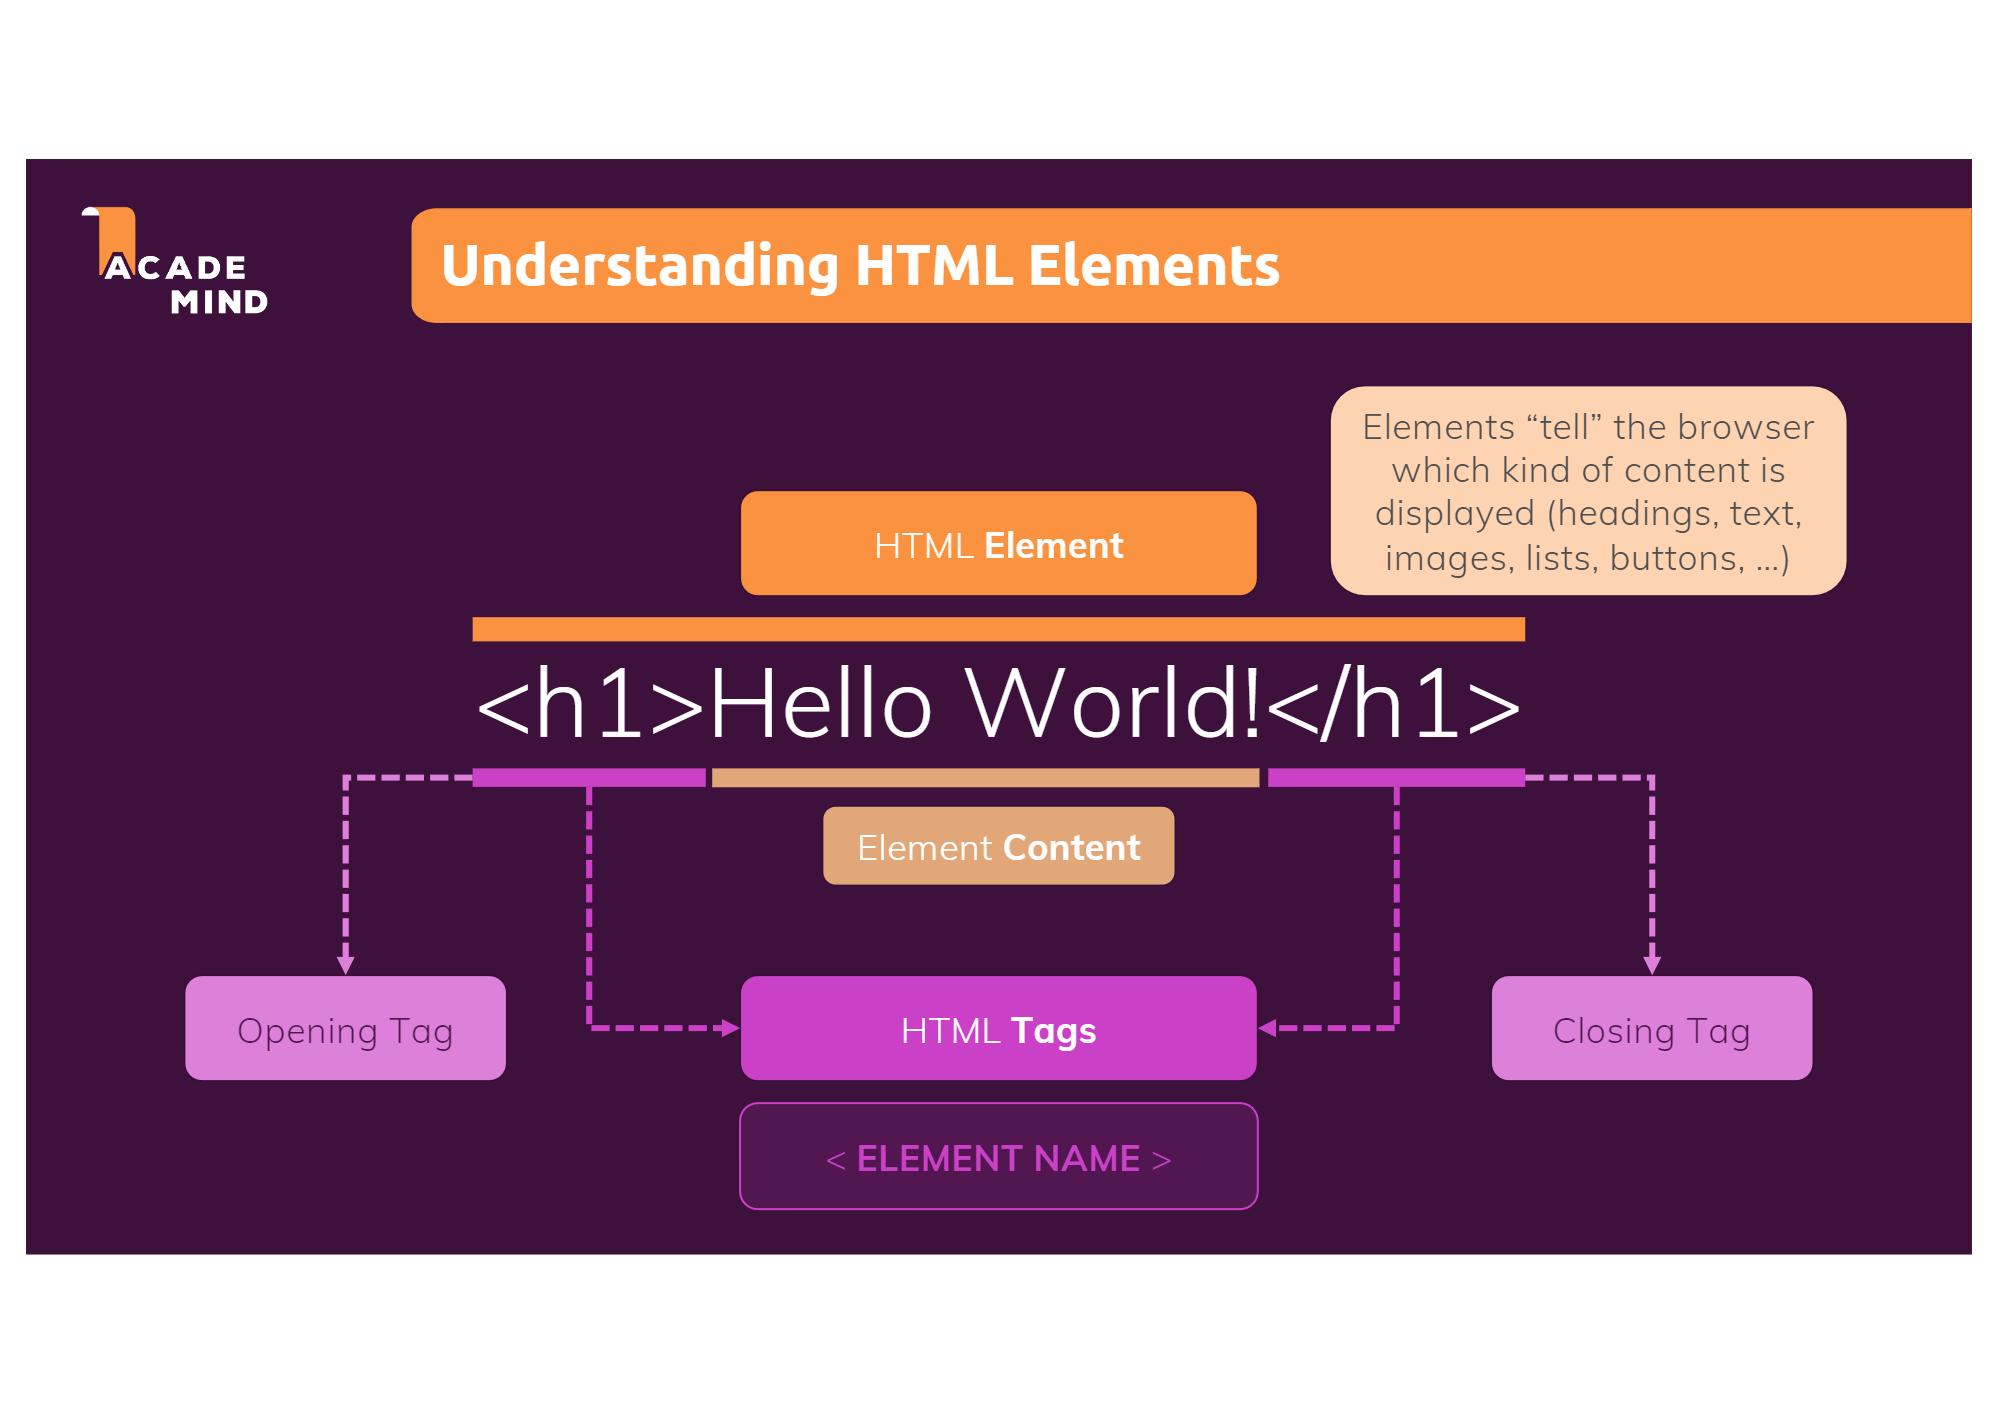 ACADE
MIND
Understanding HTML Elements
Elements “tell” the browser
which kind of content is
displayed (headings, text,
images, lists, buttons, …)
HTML Element
<h1>Hello World!</h1>
Element Content
Opening Tag
HTML Tags
Closing Tag
< ELEMENT NAME >